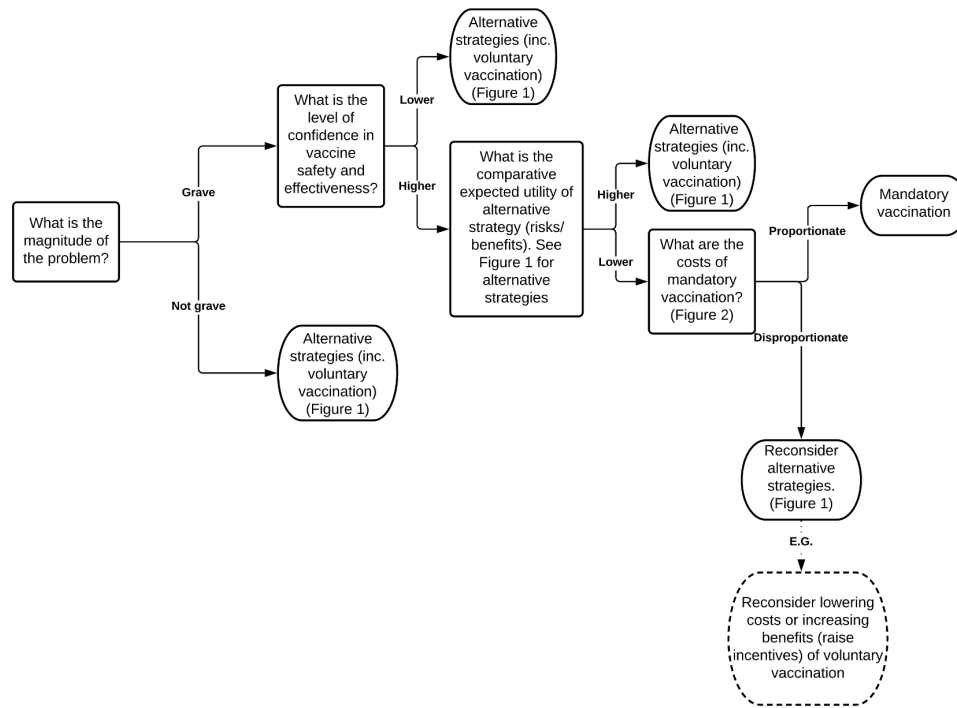 What is the
magnitude of
the problem?
Grave
Not grave
What is the
level of
confidence in
vaccine
safety and
effectiveness?
Alternative
strategies (inc.
voluntary
vaccination)
(Figure 1)
Lower
Higher
Alternative
strategies (inc.
voluntary
vaccination)
(Figure 1)
What is the
comparative
expected utility of
alternative
strategy (risks/
benefits). See
Figure 1 for
alternative
strategies
Higher
Lower
Alternative
strategies (inc.
voluntary
vaccination)
(Figure 1)
What are the
costs of
mandatory
vaccination?
(Figure 2)
Proportionate
Disproportionate
Mandatory
vaccination
Reconsider
alternative
strategies.
(Figure 1)
E.G.
Reconsider lowering
costs or increasing
benefits (raise
incentives) of voluntary
vaccination